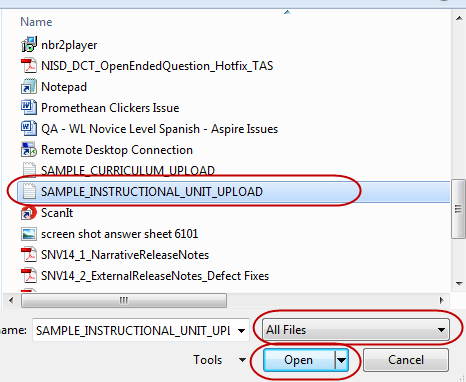 Name
nbr2player
NISD_DCT_OpenEndedQuestion_Hotfix_TAS
Notepad
Promethean Clickers Issue
QA - WL Novice Level Spanish - Aspire Issues
Remote Desktop Connection
SAMPLE_CURRICULUM_UPLOAD
SAMPLE_INSTRUCTIONAL_UNIT_UPLOAD
ScanIt
screen shot answer sheet 6101
SNV14_1_NarrativeReleaseNotes
SNV14_2_ExternalReleaseNotes_Defect Fixes
name: SAMPLE_INSTRUCTIONAL_UNIT_UPL All Files
Tools Open Cancel